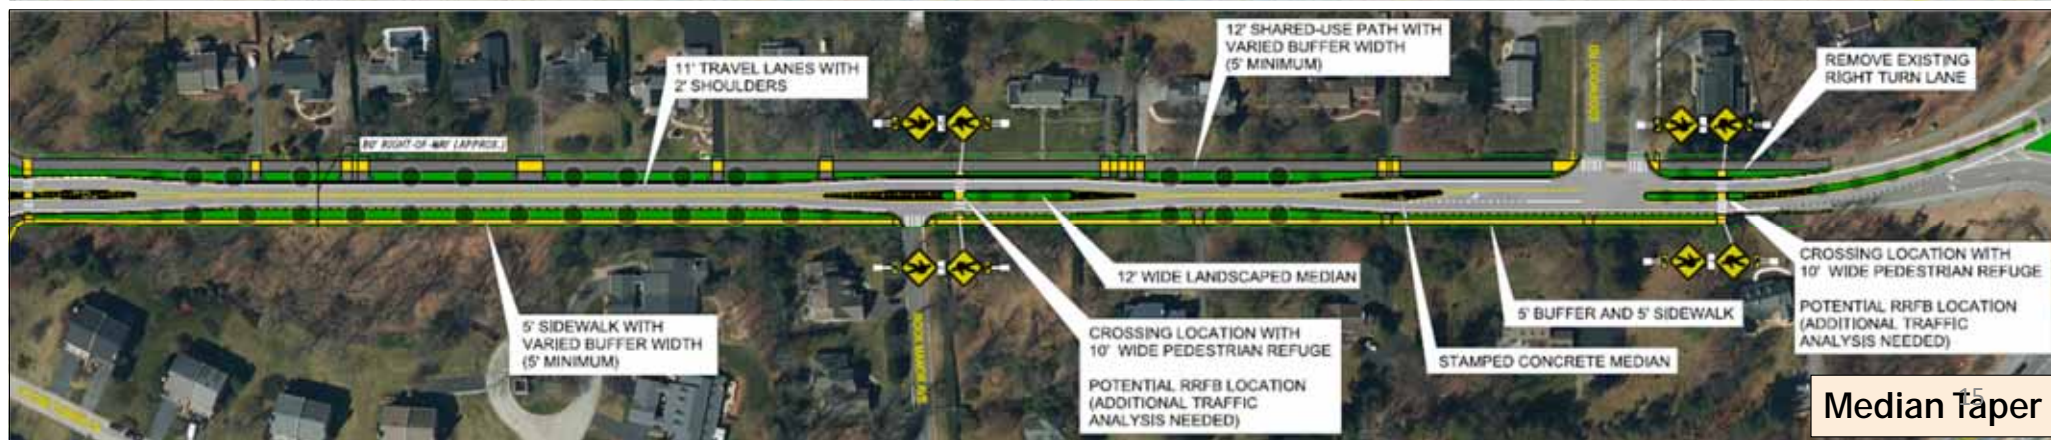 12' SHARED-USE PATH WITH
VARIED BUFFER WIDTH
(5' MINIMUM)
11' TRAVEL LANES WITH
2' SHOULDERS
REMOVE EXISTING
RIGHT TURN LANE
80' RIGHT-OF-WAY (APPROX.)
12' WIDE LANDSCAPED MEDIAN
5' SIDEWALK WITH
VARIED BUFFER WIDTH
(5' MINIMUM)
CROSSING LOCATION WITH
10' WIDE PEDESTRIAN REFUGE
POTENTIAL RRFB LOCATION
(ADDITIONAL TRAFFIC
ANALYSIS NEEDED)
STAMPED CONCRETE MEDIAN
5' BUFFER AND 5' SIDEWALK
CROSSING LOCATION WITH
10' WIDE PEDESTRIAN REFUGE
POTENTIAL RRFB LOCATION
(ADDITIONAL TRAFFIC
ANALYSIS NEEDED)
15
Median Taper